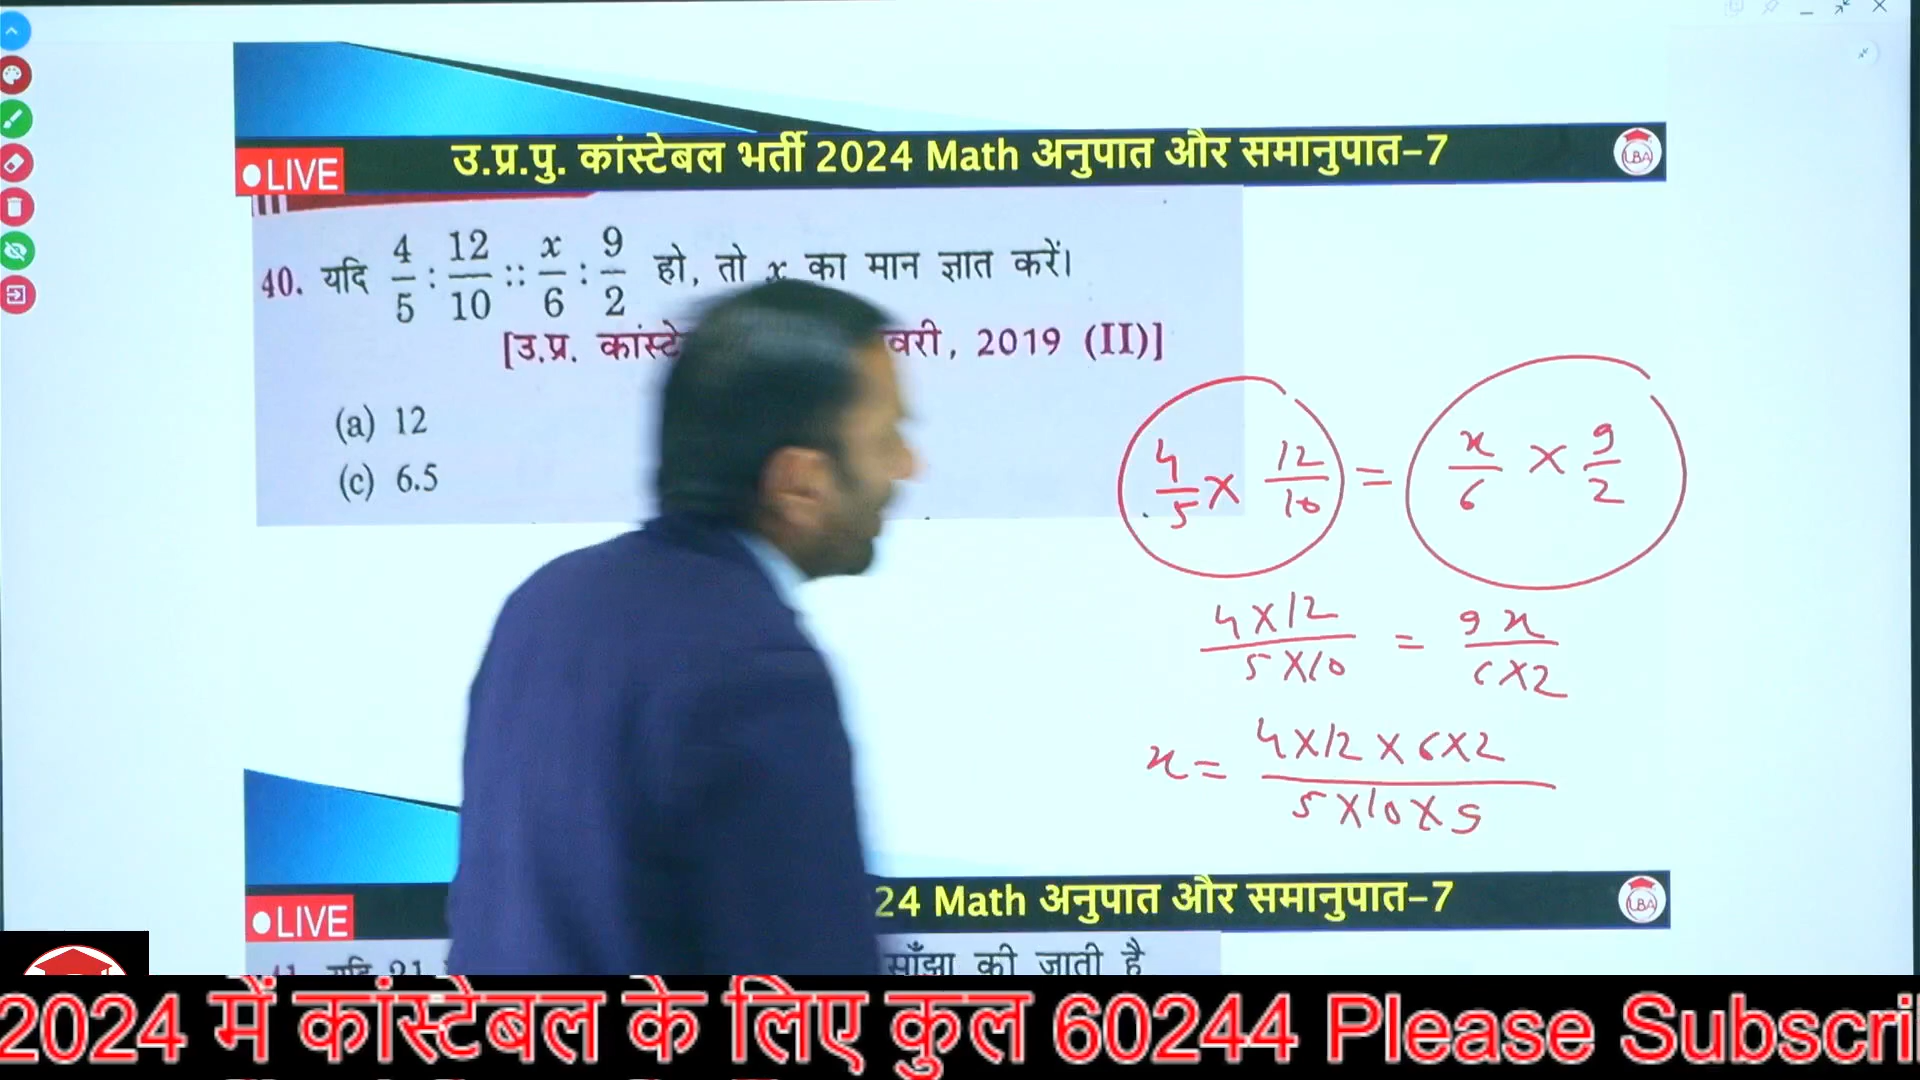 उ.प्र.पु. कांस्टेबल भर्ती 2024 Math अनुपात और समानुपात-7
LBA
LIVE
40. यदि 4/5 : 12/10 :: x/6 : 9/2 हो, तो x का मान ज्ञात करें।
[उ.प्र. वरी, 2019 (II)]
(a) 12
(c) 6.5
4/5 × 12/10 = x/6 × 9/2
4×12/5×10 = 9x/6×2
x = 4×12×6×2/5×10×9
24 Math अनुपात और समानुपात-7
LBA
LIVE
साँझा की जाती है
2024 में कांस्टेबल के लिए कुल 60244 Please Subscri